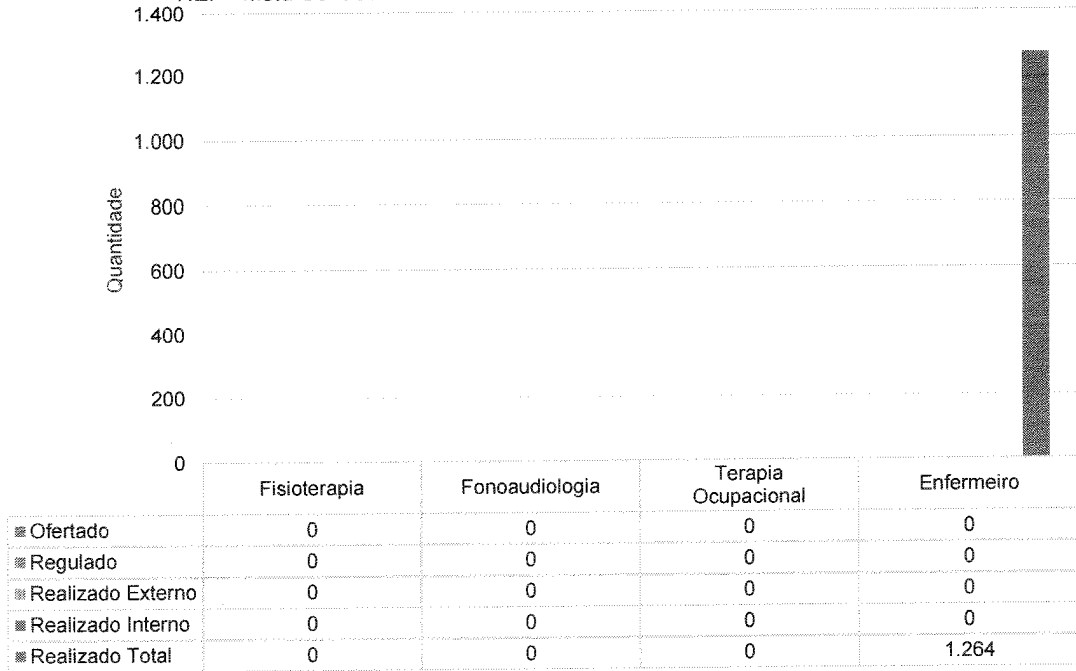 1.400
1.200
1.000
800
600
400
200
0
Quantidade
Fisioterapia Fonoaudiologia Terapia Ocupacional Enfermeiro
Ofertado 0 0 0 0
Regulado 0 0 0 0
Realizado Externo 0 0 0 0
Realizado Interno 0 0 0 0
Realizado Total 0 0 0 1.264